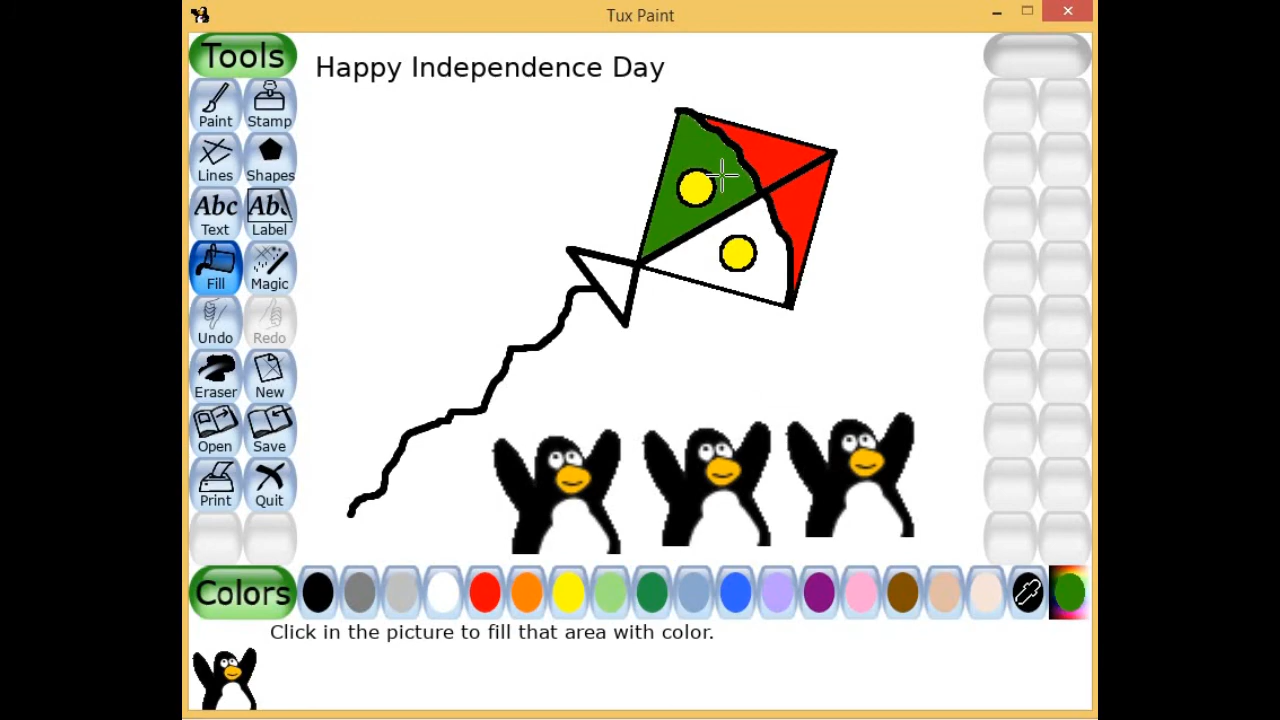 Tux Paint
Tools
Happy Independence Day
Paint Stamp
Lines Shapes
Abc Abc
Text Label
Fill Magic
Undo Redo
Eraser New
Open Save
Print Quit
Colors
Click in the picture to fill that area with color.